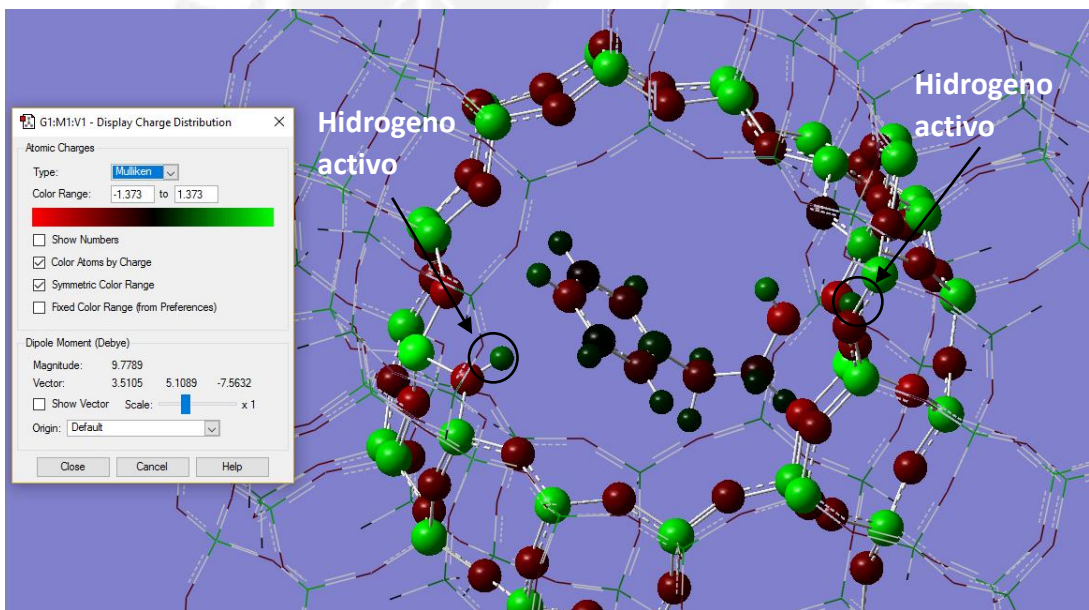 G1:M1:V1 - Display Charge Distribution
Atomic Charges
Type: Mulliken
Color Range: -1.373 to 1.373
Show Numbers
Color Atoms by Charge
Symmetric Color Range
Fixed Color Range (from Preferences)
Dipole Moment (Debye)
Magnitude: 9.7789
Vector: 3.5105 5.1089 -7.5632
Show Vector Scale: x 1
Origin: Default
Close Cancel Help
Hidrogeno
activo
Hidrogeno
activo